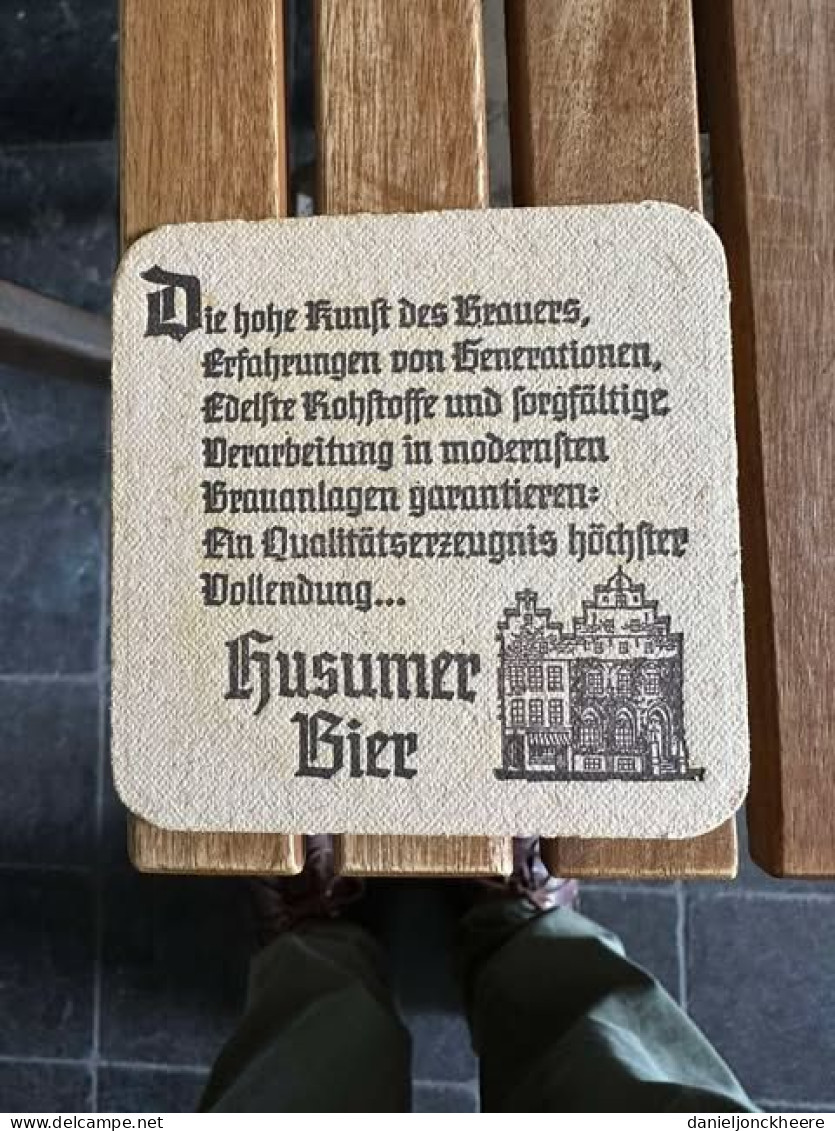 Die hohe Kunst des Brauers,
Erfahrungen von Generationen,
Edelste Rohstoffe und sorgfältige
Verarbeitung in modernsten
Brauanlagen garantieren:
Ein Qualitätserzeugnis höchster
Vollendung...
Husumer
Bier
delcampe.net
danieljonckheere